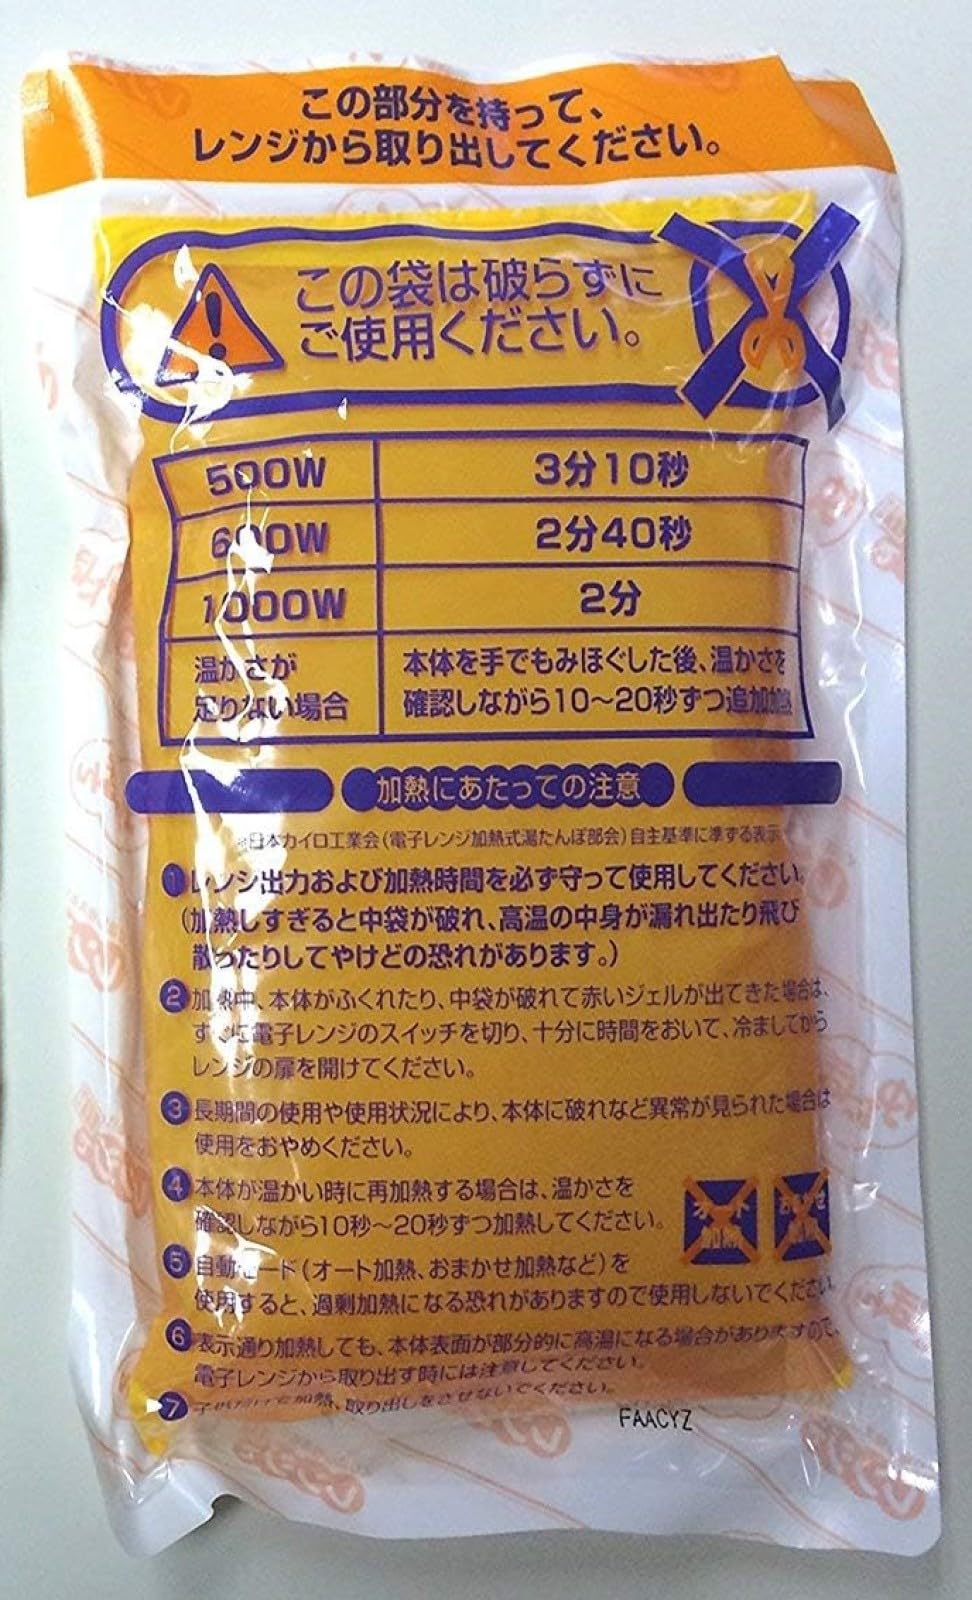 この部分を持って、
レンジから取り出してください。
この袋は破らずに
ご使用ください。
500W 3分10秒
600W 2分40秒
1000W 2分
温かさが
足りない場合
本体を手でもみほぐした後、温かさを
確認しながら10〜20秒ずつ追加加熱
加熱にあたっての注意
※日本カイロ工業会(電子レンジ加熱式湯たんぽ部会)自主基準に準ずる表示
1 レンジ出力および加熱時間を必ず守って使用してください。
(加熱しすぎると中袋が破れ、高温の中身が漏れ出たり飛び
散ったりしてやけどの恐れがあります。)
2 加熱中、本体がふくれたり、中袋が破れて赤いジェルが出てきた場合は、
すぐに電子レンジのスイッチを切り、十分に時間をおいて、冷ましてから
レンジの扉を開けてください。
3 長期間の使用や使用状況により、本体に破れなど異常が見られた場合は
使用をおやめください。
4 本体が温かい時に再加熱する場合は、温かさを
確認しながら10秒〜20秒ずつ加熱してください。
5 自動モード(オート加熱、おまかせ加熱など)を
使用すると、過剰加熱になる恐れがありますので使用しないでください
6 表示通り加熱しても、本体表面が部分的に高温になる場合がありますので、
電子レンジから取り出す時には注意してください。
7 子供だけで加熱、取り出しをさせないでください。
FAACYZ